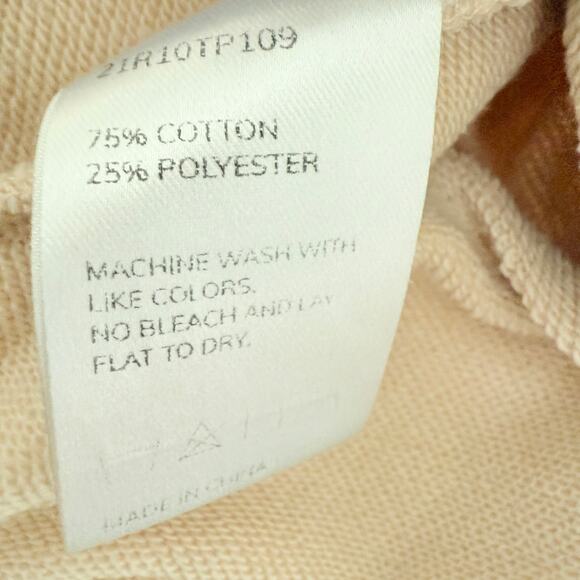 21R10TP109
75% COTTON
25% POLYESTER
MACHINE WASH WITH
LIKE COLORS.
NO BLEACH AND LAY
FLAT TO DRY.
MADE IN CHINA